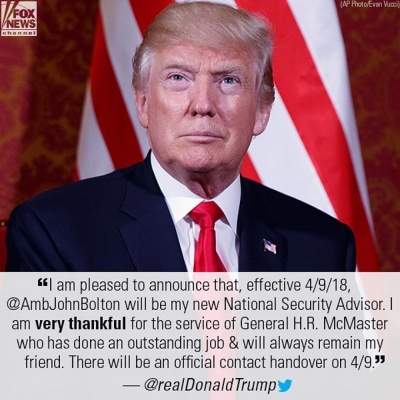 FOX
NEWS
channel
(AP Photo/Evan Vucci)
“I am pleased to announce that, effective 4/9/18,
@AmbJohnBolton will be my new National Security Advisor. I
am very thankful for the service of General H.R. McMaster
who has done an outstanding job & will always remain my
friend. There will be an official contact handover on 4/9.”
— @realDonaldTrump